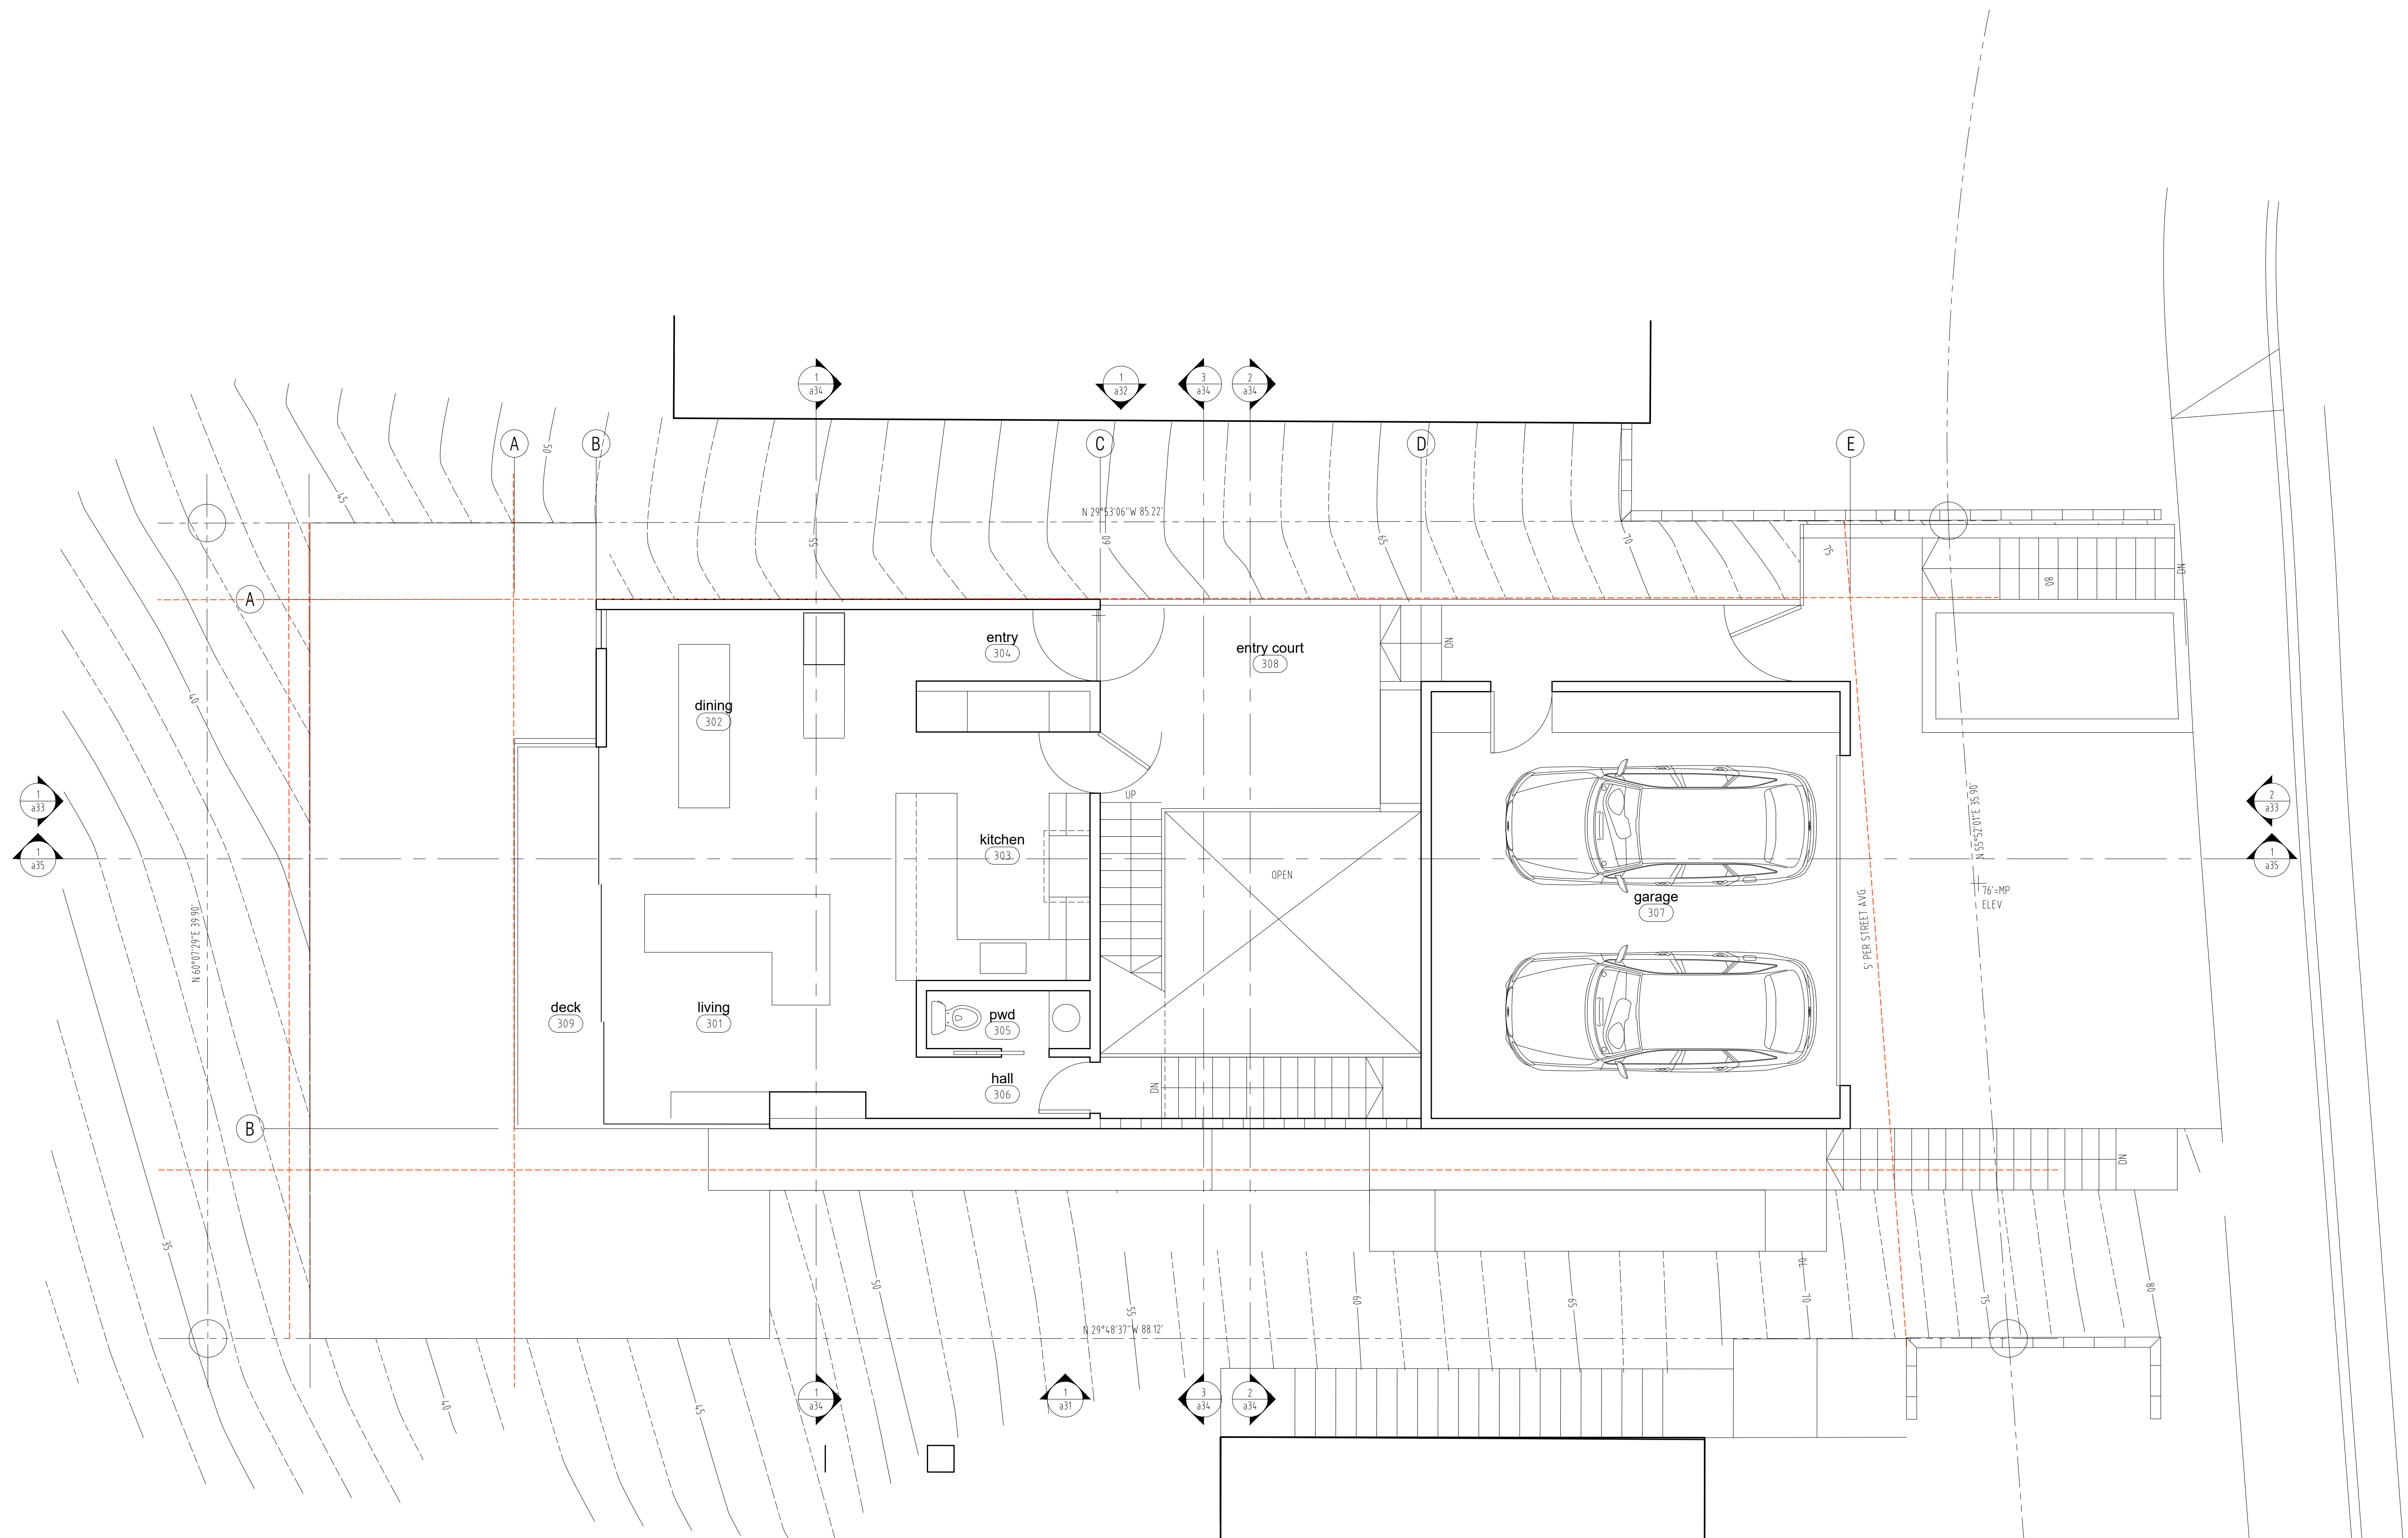 1
a34
1
a32
3
a34
2
a34
A
B
C
D
E
50
45
N 29°53'06"W 85.22'
55
60
65
70
75
80
DN
A
entry
304
entry court
308
DN
40
dining
302
1
a33
UP
2
a33
kitchen
303
1
a35
OPEN
garage
307
N 55°52'01"E 35.90'
76'=MP
ELEV.
1
a35
N 60°07'29"E 39.90'
5' PER STREET AVG.
deck
309
living
301
pwd
305
hall
306
DN
B
DN
35
50
55
60
65
70
70
75
80
N 29°48'37"W 88.12'
40
45
1
a34
1
a31
3
a34
2
a34